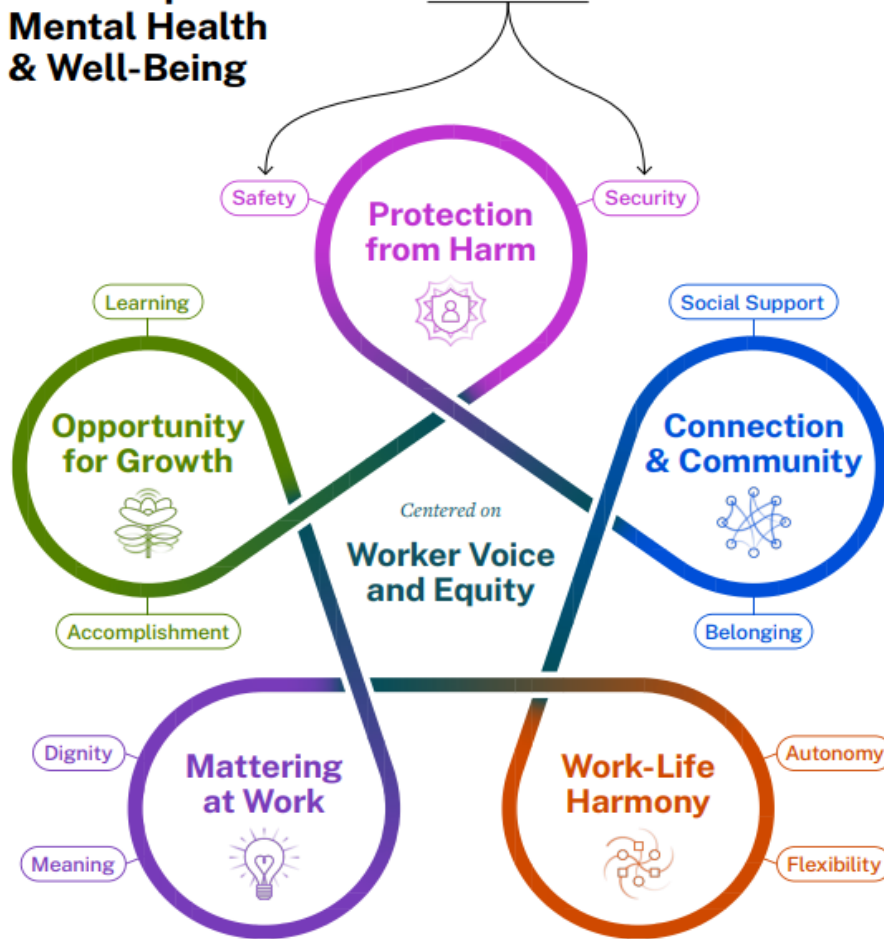 Mental Health
& Well-Being
Safety
Protection
from Harm
Security
Learning
Opportunity
for Growth
Accomplishment
Social Support
Connection
& Community
Belonging
Centered on
Worker Voice
and Equity
Dignity
Mattering
at Work
Meaning
Work-Life
Harmony
Autonomy
Flexibility